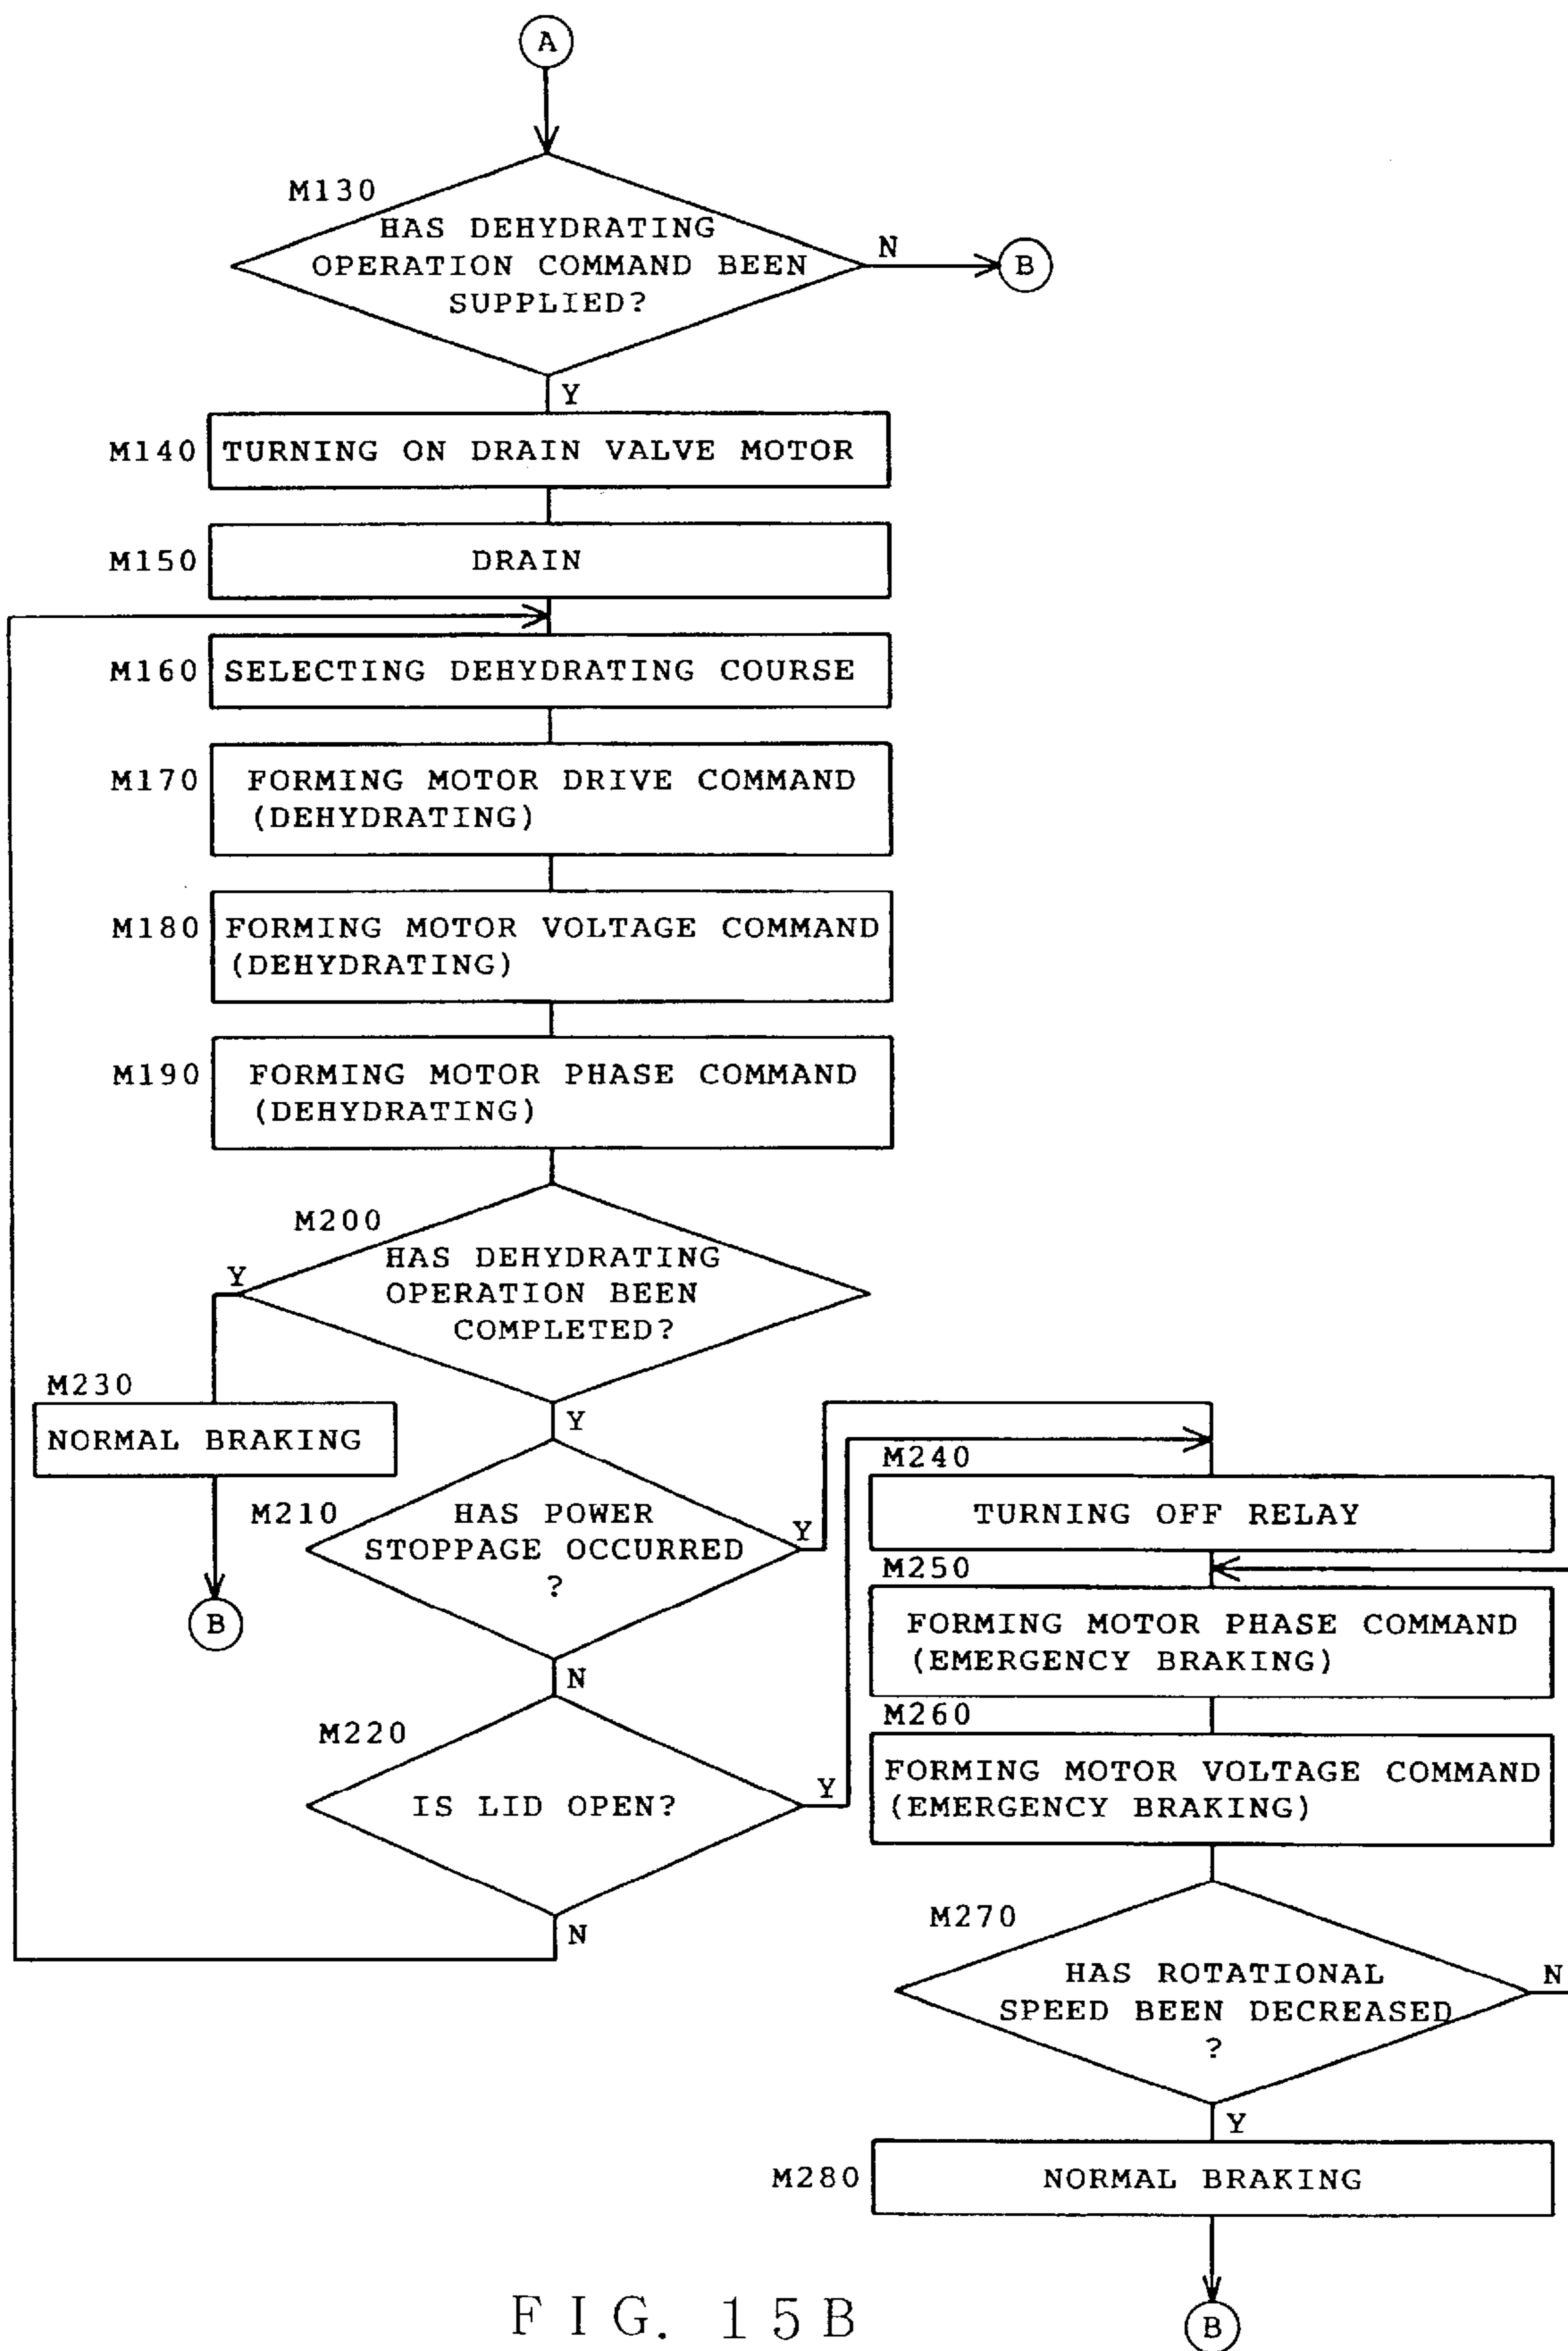 A
M130
HAS DEHYDRATING
OPERATION COMMAND BEEN
SUPPLIED?
N
B
Y
M140
TURNING ON DRAIN VALVE MOTOR
M150
DRAIN
M160
SELECTING DEHYDRATING COURSE
M170
FORMING MOTOR DRIVE COMMAND
(DEHYDRATING)
M180
FORMING MOTOR VOLTAGE COMMAND
(DEHYDRATING)
M190
FORMING MOTOR PHASE COMMAND
(DEHYDRATING)
M200
HAS DEHYDRATING
OPERATION BEEN
COMPLETED?
Y
Y
M230
NORMAL BRAKING
B
M210
HAS POWER
STOPPAGE OCCURRED
?
Y
N
M220
IS LID OPEN?
Y
N
M240
TURNING OFF RELAY
M250
FORMING MOTOR PHASE COMMAND
(EMERGENCY BRAKING)
M260
FORMING MOTOR VOLTAGE COMMAND
(EMERGENCY BRAKING)
M270
HAS ROTATIONAL
SPEED BEEN DECREASED
?
N
Y
M280
NORMAL BRAKING
B
FIG. 15B